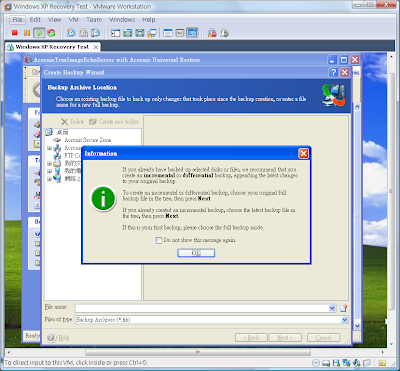 Windows XP Recovery Test - VMware Workstation
File Edit View VM Team Windows Help
Windows XP Recovery Test
AcronisTrueImageEchoServer with Acronis Universal Restore
Create Backup Wizard
Backup Archive Location
Choose an existing backup file to back up only changes that took place since the backup creation, or enter a
file name for a new full backup.
Delete Create new folder
桌面
Acronis Secure Zone
Acronis
FTP Co
我的
我的
網路
Information
If you already have backed up selected disks or files, we recommend that you
create an incremental or differential backup, appending the latest changes
to your original backup.
To create an incremental or differential backup, choose your original full
backup file in the tree, then press Next
If you already created an incremental backup, choose the latest backup file in
the tree, then press Next
If this is your first backup, please choose the full backup mode.
Do not show this message again.
OK
File name:
Files of type: Backup Archives (*.tib)
Help
< Back Next > Cancel
Ready
To direct input to this VM, click inside or press Ctrl+G.